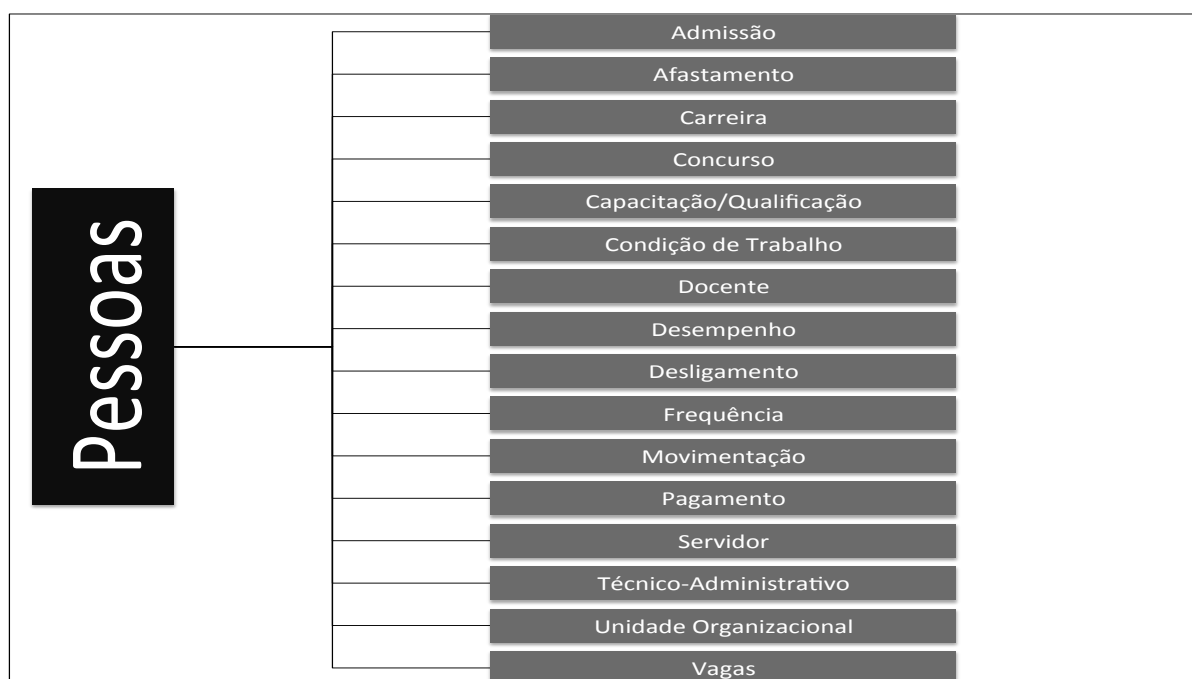 Pessoas
Admissão
Afastamento
Carreira
Concurso
Capacitação/Qualificação
Condição de Trabalho
Docente
Desempenho
Desligamento
Frequência
Movimentação
Pagamento
Servidor
Técnico-Administrativo
Unidade Organizacional
Vagas